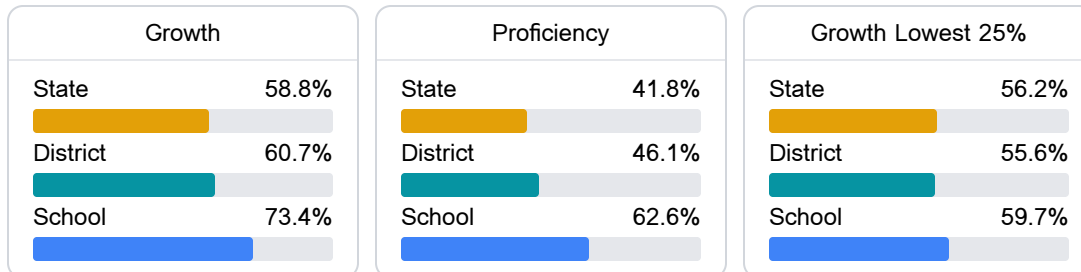 Growth
State 58.8%
District 60.7%
School 73.4%
Proficiency
State 41.8%
District 46.1%
School 62.6%
Growth Lowest 25%
State 56.2%
District 55.6%
School 59.7%